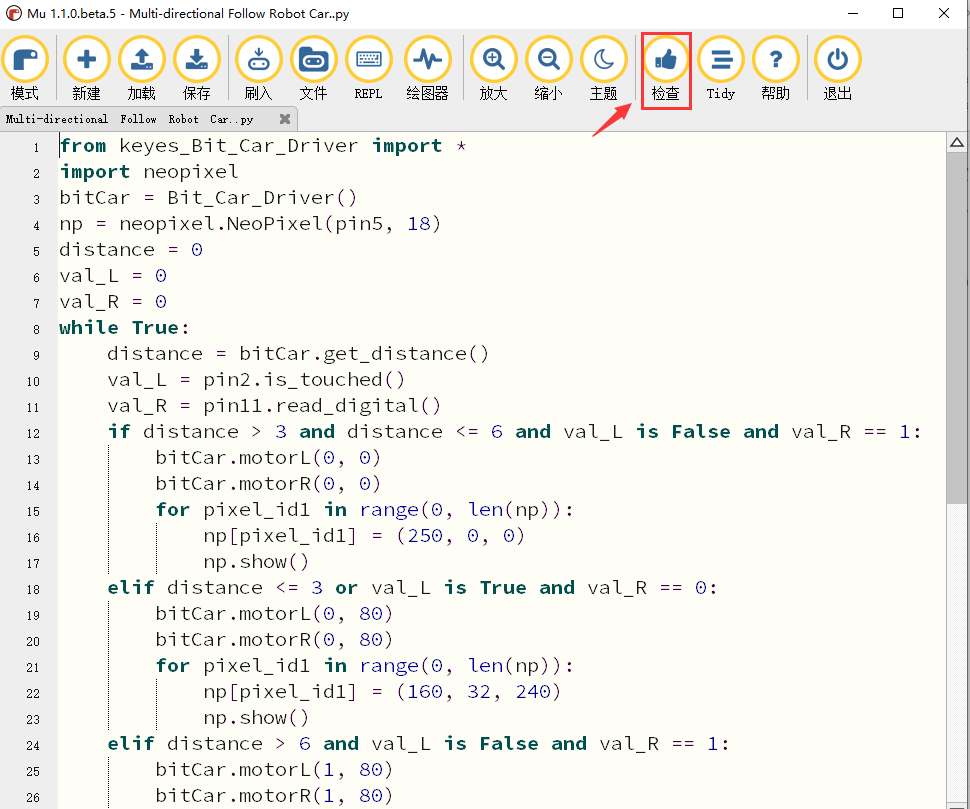 Mu 1.1.0.beta.5 - Multi-directional Follow Robot Car..py
模式 新建 加载 保存 刷入 文件 REPL 绘图器 放大 缩小 主题 检查 Tidy 帮助 退出
Multi-directional Follow Robot Car..py
1 from keyes_Bit_Car_Driver import *
2 import neopixel
3 bitCar = Bit_Car_Driver()
4 np = neopixel.NeoPixel(pin5, 18)
5 distance = 0
6 val_L = 0
7 val_R = 0
8 while True:
9 distance = bitCar.get_distance()
10 val_L = pin2.is_touched()
11 val_R = pin11.read_digital()
12 if distance > 3 and distance <= 6 and val_L is False and val_R == 1:
13 bitCar.motorL(0, 0)
14 bitCar.motorR(0, 0)
15 for pixel_id1 in range(0, len(np)):
16 np[pixel_id1] = (250, 0, 0)
17 np.show()
18 elif distance <= 3 or val_L is True and val_R == 0:
19 bitCar.motorL(0, 80)
20 bitCar.motorR(0, 80)
21 for pixel_id1 in range(0, len(np)):
22 np[pixel_id1] = (160, 32, 240)
23 np.show()
24 elif distance > 6 and val_L is False and val_R == 1:
25 bitCar.motorL(1, 80)
26 bitCar.motorR(1, 80)